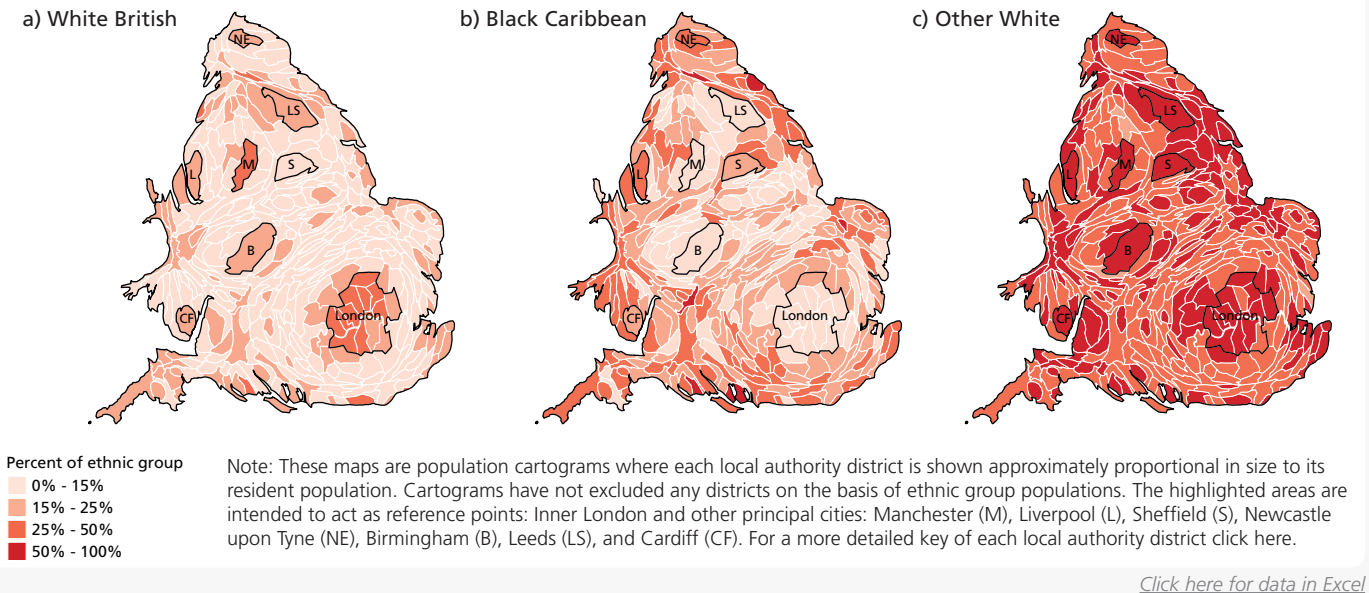 a) White British
b) Black Caribbean
c) Other White
NE
LS
L
M
S
B
CF
London
NE
LS
L
M
S
B
CF
London
NE
LS
L
M
S
B
CF
London
Percent of ethnic group
0% - 15%
15% - 25%
25% - 50%
50% - 100%
Note: These maps are population cartograms where each local authority district is shown approximately proportional in size to its
resident population. Cartograms have not excluded any districts on the basis of ethnic group populations. The highlighted areas are
intended to act as reference points: Inner London and other principal cities: Manchester (M), Liverpool (L), Sheffield (S), Newcastle
upon Tyne (NE), Birmingham (B), Leeds (LS), and Cardiff (CF). For a more detailed key of each local authority district click here.
Click here for data in Excel